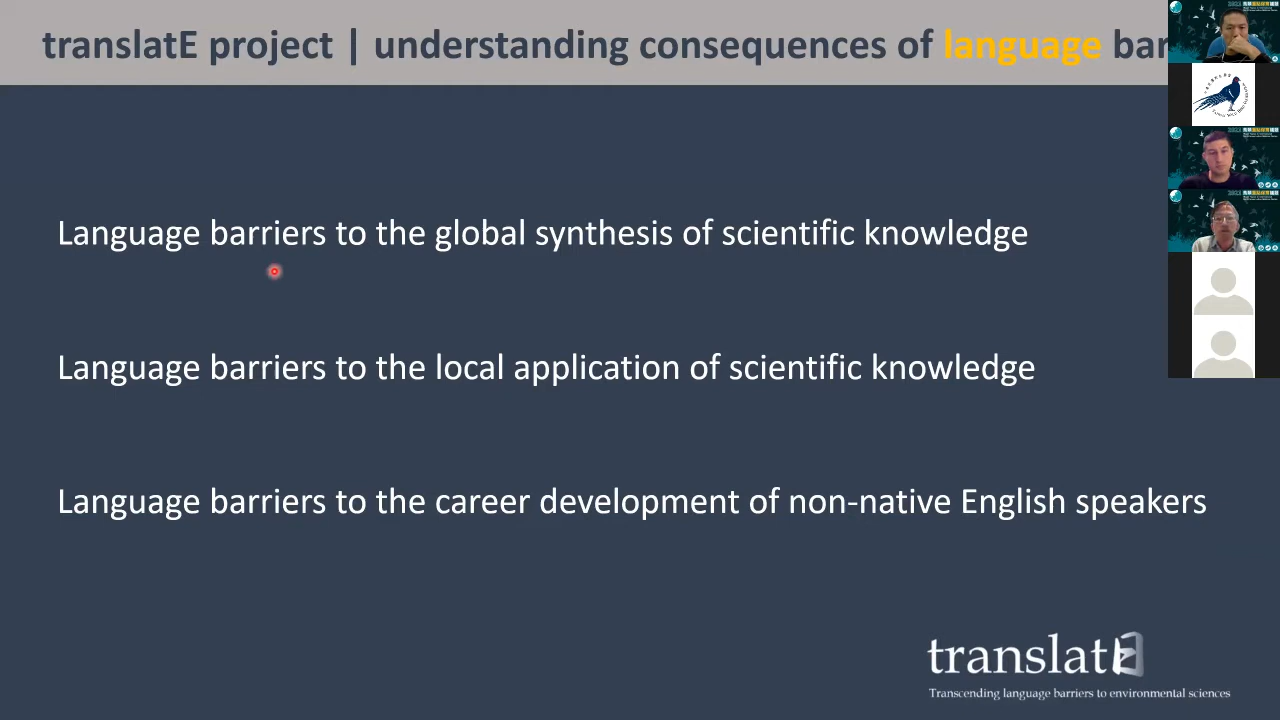 translatE project | understanding consequences of language bar
Language barriers to the global synthesis of scientific knowledge
Language barriers to the local application of scientific knowledge
Language barriers to the career development of non-native English speakers
translatE
Transcending language barriers to environmental sciences